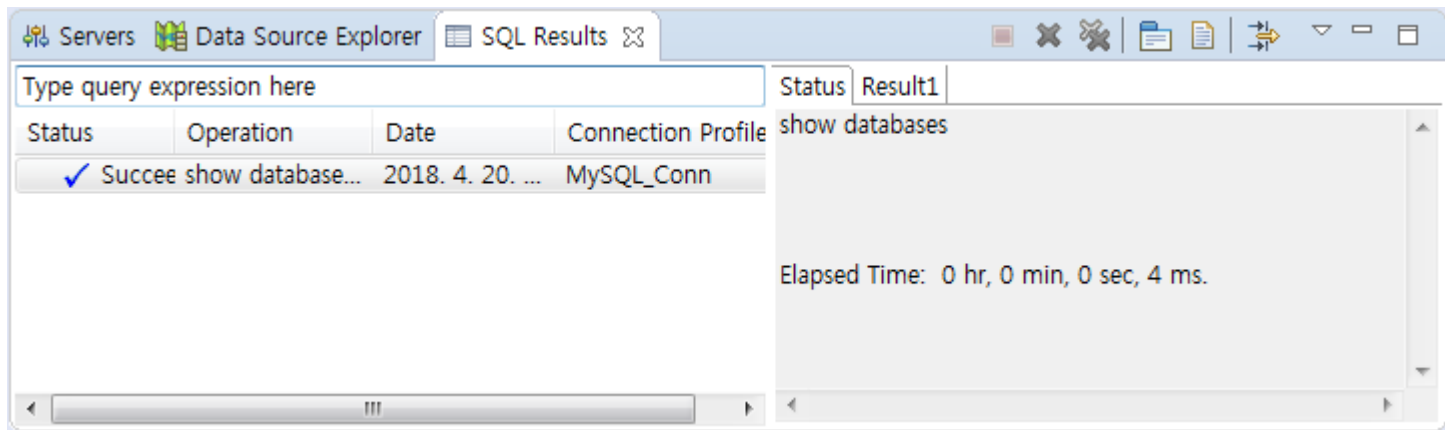 Servers Data Source Explorer SQL Results
Type query expression here
Status Operation Date Connection Profile
Succee show database... 2018. 4. 20. ... MySQL_Conn
Status Result1
show databases
Elapsed Time: 0 hr, 0 min, 0 sec, 4 ms.